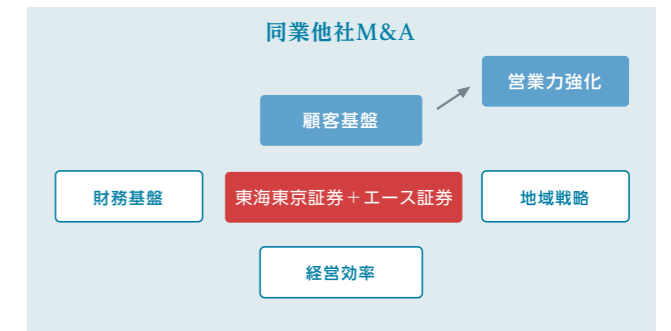 同業他社M&A
営業力強化
顧客基盤
財務基盤
東海東京証券＋エース証券
地域戦略
経営効率